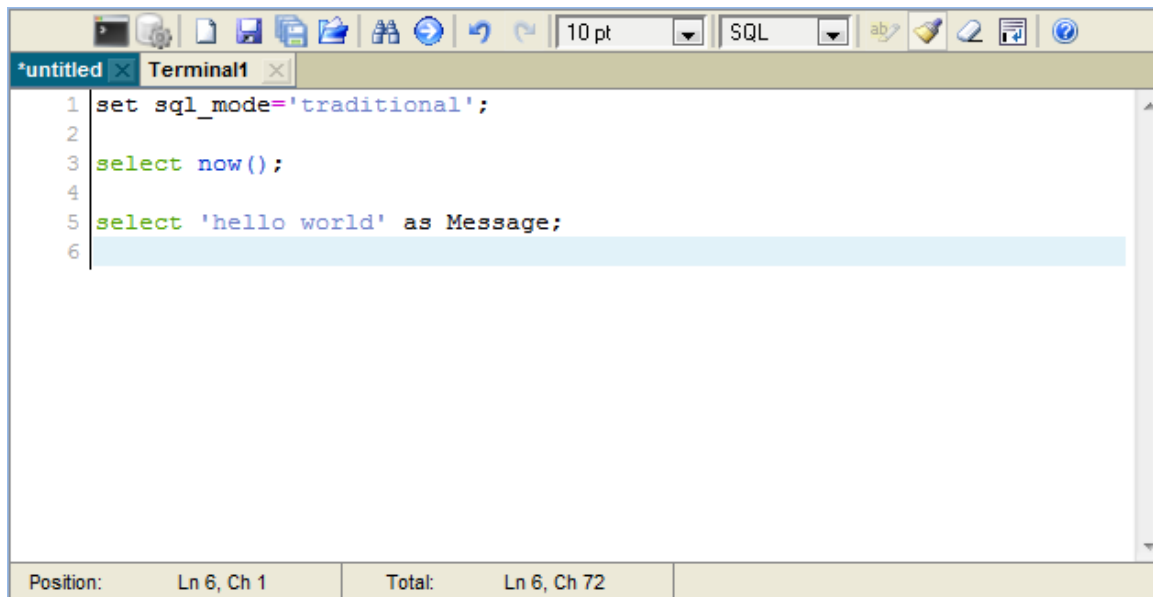 10 pt SQL
*untitled Terminal1
1 set sql_mode='traditional';
2
3 select now();
4
5 select 'hello world' as Message;
6
Position: Ln 6, Ch 1 Total: Ln 6, Ch 72